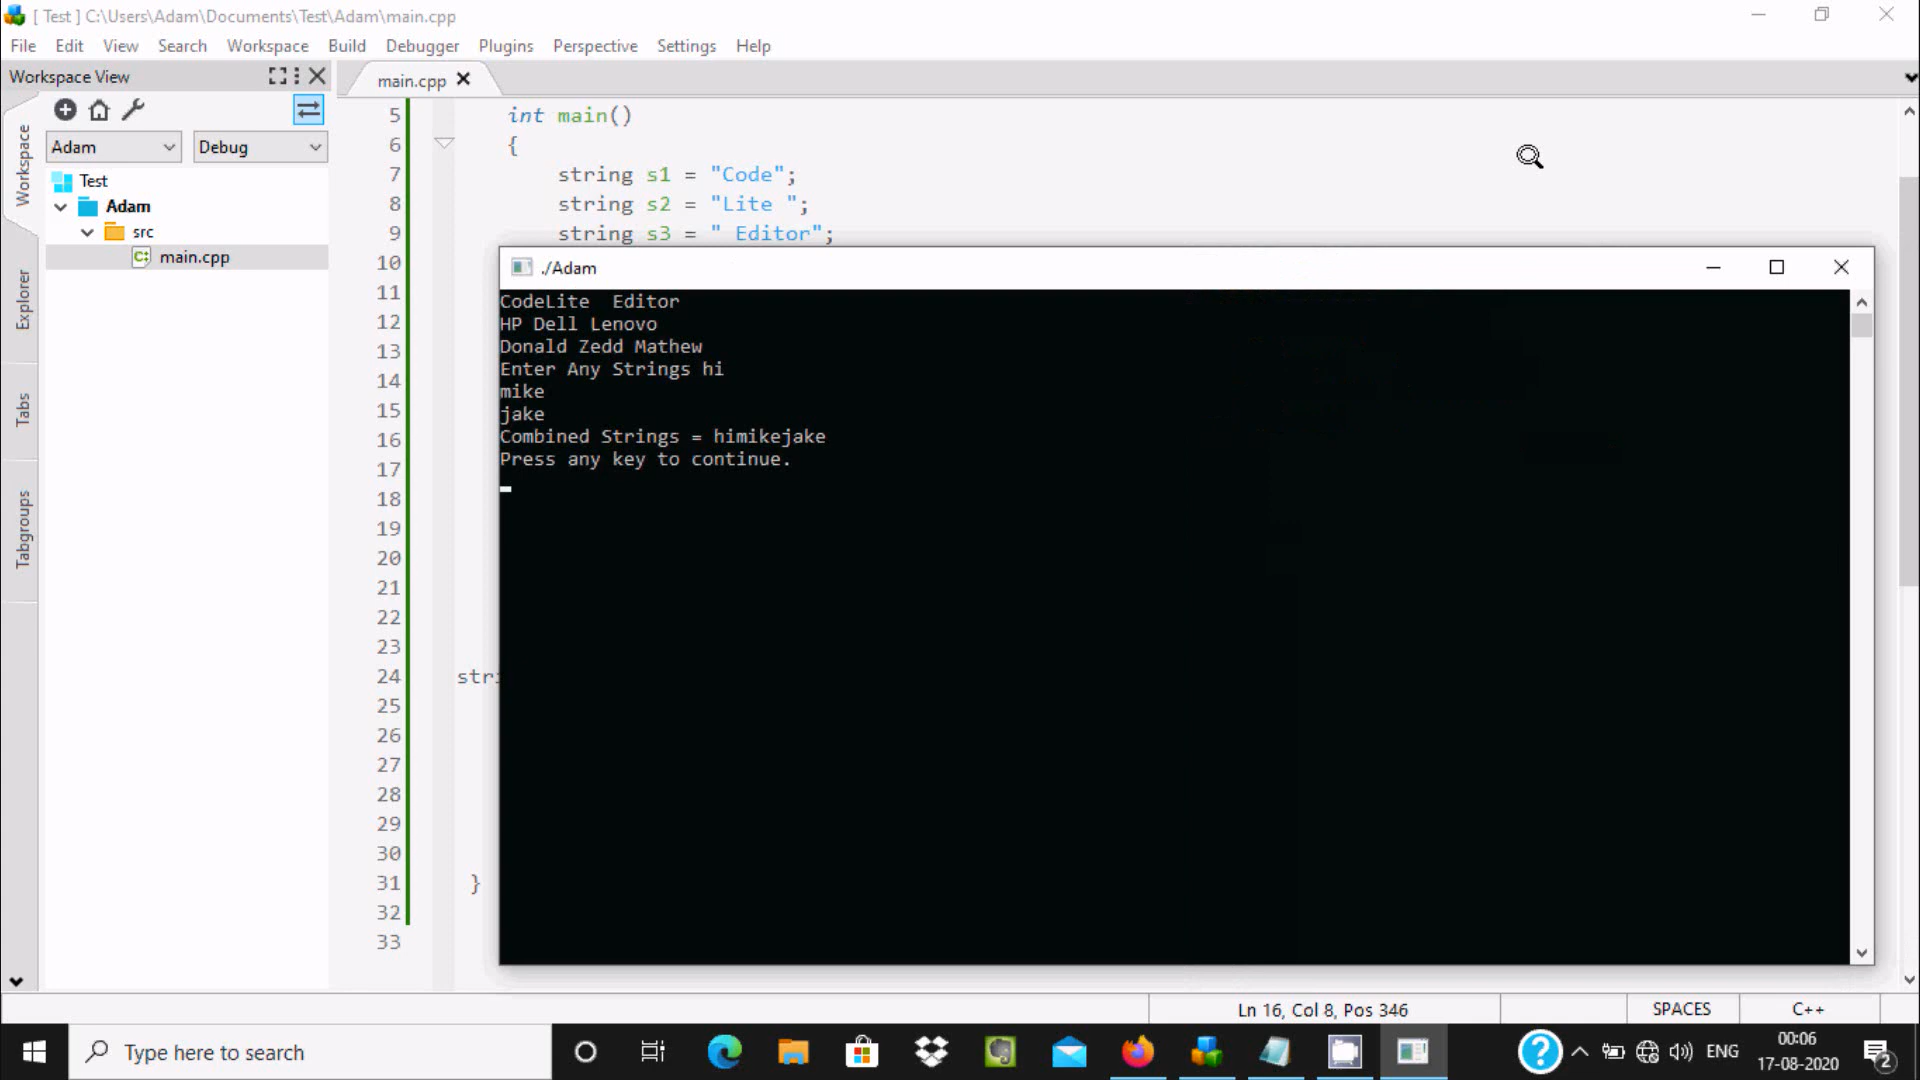 [ Test ] C:\Users\Adam\Documents\Test\Adam\main.cpp
File Edit View Search Workspace Build Debugger Plugins Perspective Settings Help
Workspace View
main.cpp
Adam
Debug
Test
Adam
src
main.cpp
Workspace
Explorer
Tabs
Tabgroups
5 int main()
6 {
7 string s1 = "Code";
8 string s2 = "Lite ";
9 string s3 = " Editor";
10
11
12
13
14
15
16
17
18
19
20
21
22
23
24 stri
25
26
27
28
29
30
31 }
32
33
./Adam
CodeLite  Editor
HP Dell Lenovo
Donald Zedd Mathew
Enter Any Strings hi
mike
jake
Combined Strings = himikejake
Press any key to continue.
Ln 16, Col 8, Pos 346
SPACES
C++
Type here to search
ENG
00:06
17-08-2020
2